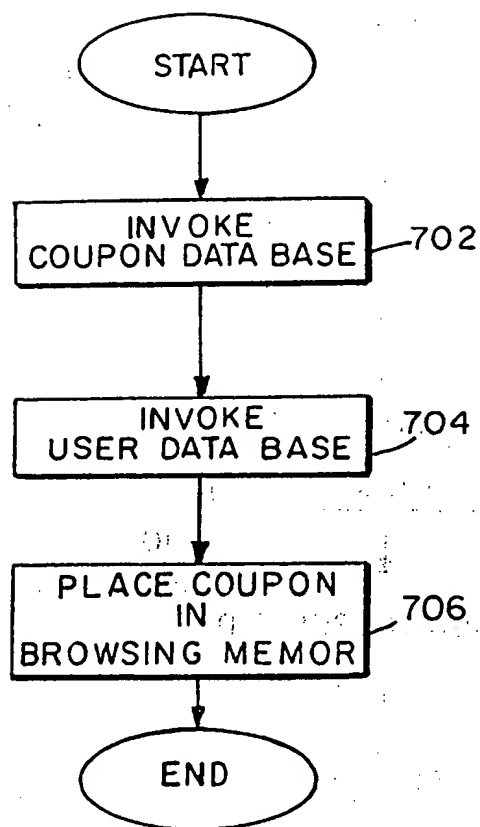 START
INVOKE
COUPON DATA BASE
702
INVOKE
USER DATA BASE
704
PLACE COUPON
IN
BROWSING MEMOR
706
END